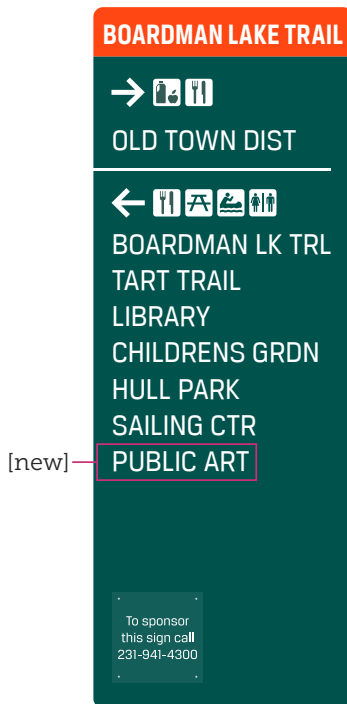 BOARDMAN LAKE TRAIL
OLD TOWN DIST
BOARDMAN LK TRL
TART TRAIL
LIBRARY
CHILDRENS GRDN
HULL PARK
SAILING CTR
[new]
PUBLIC ART
To sponsor
this sign call
231-941-4300